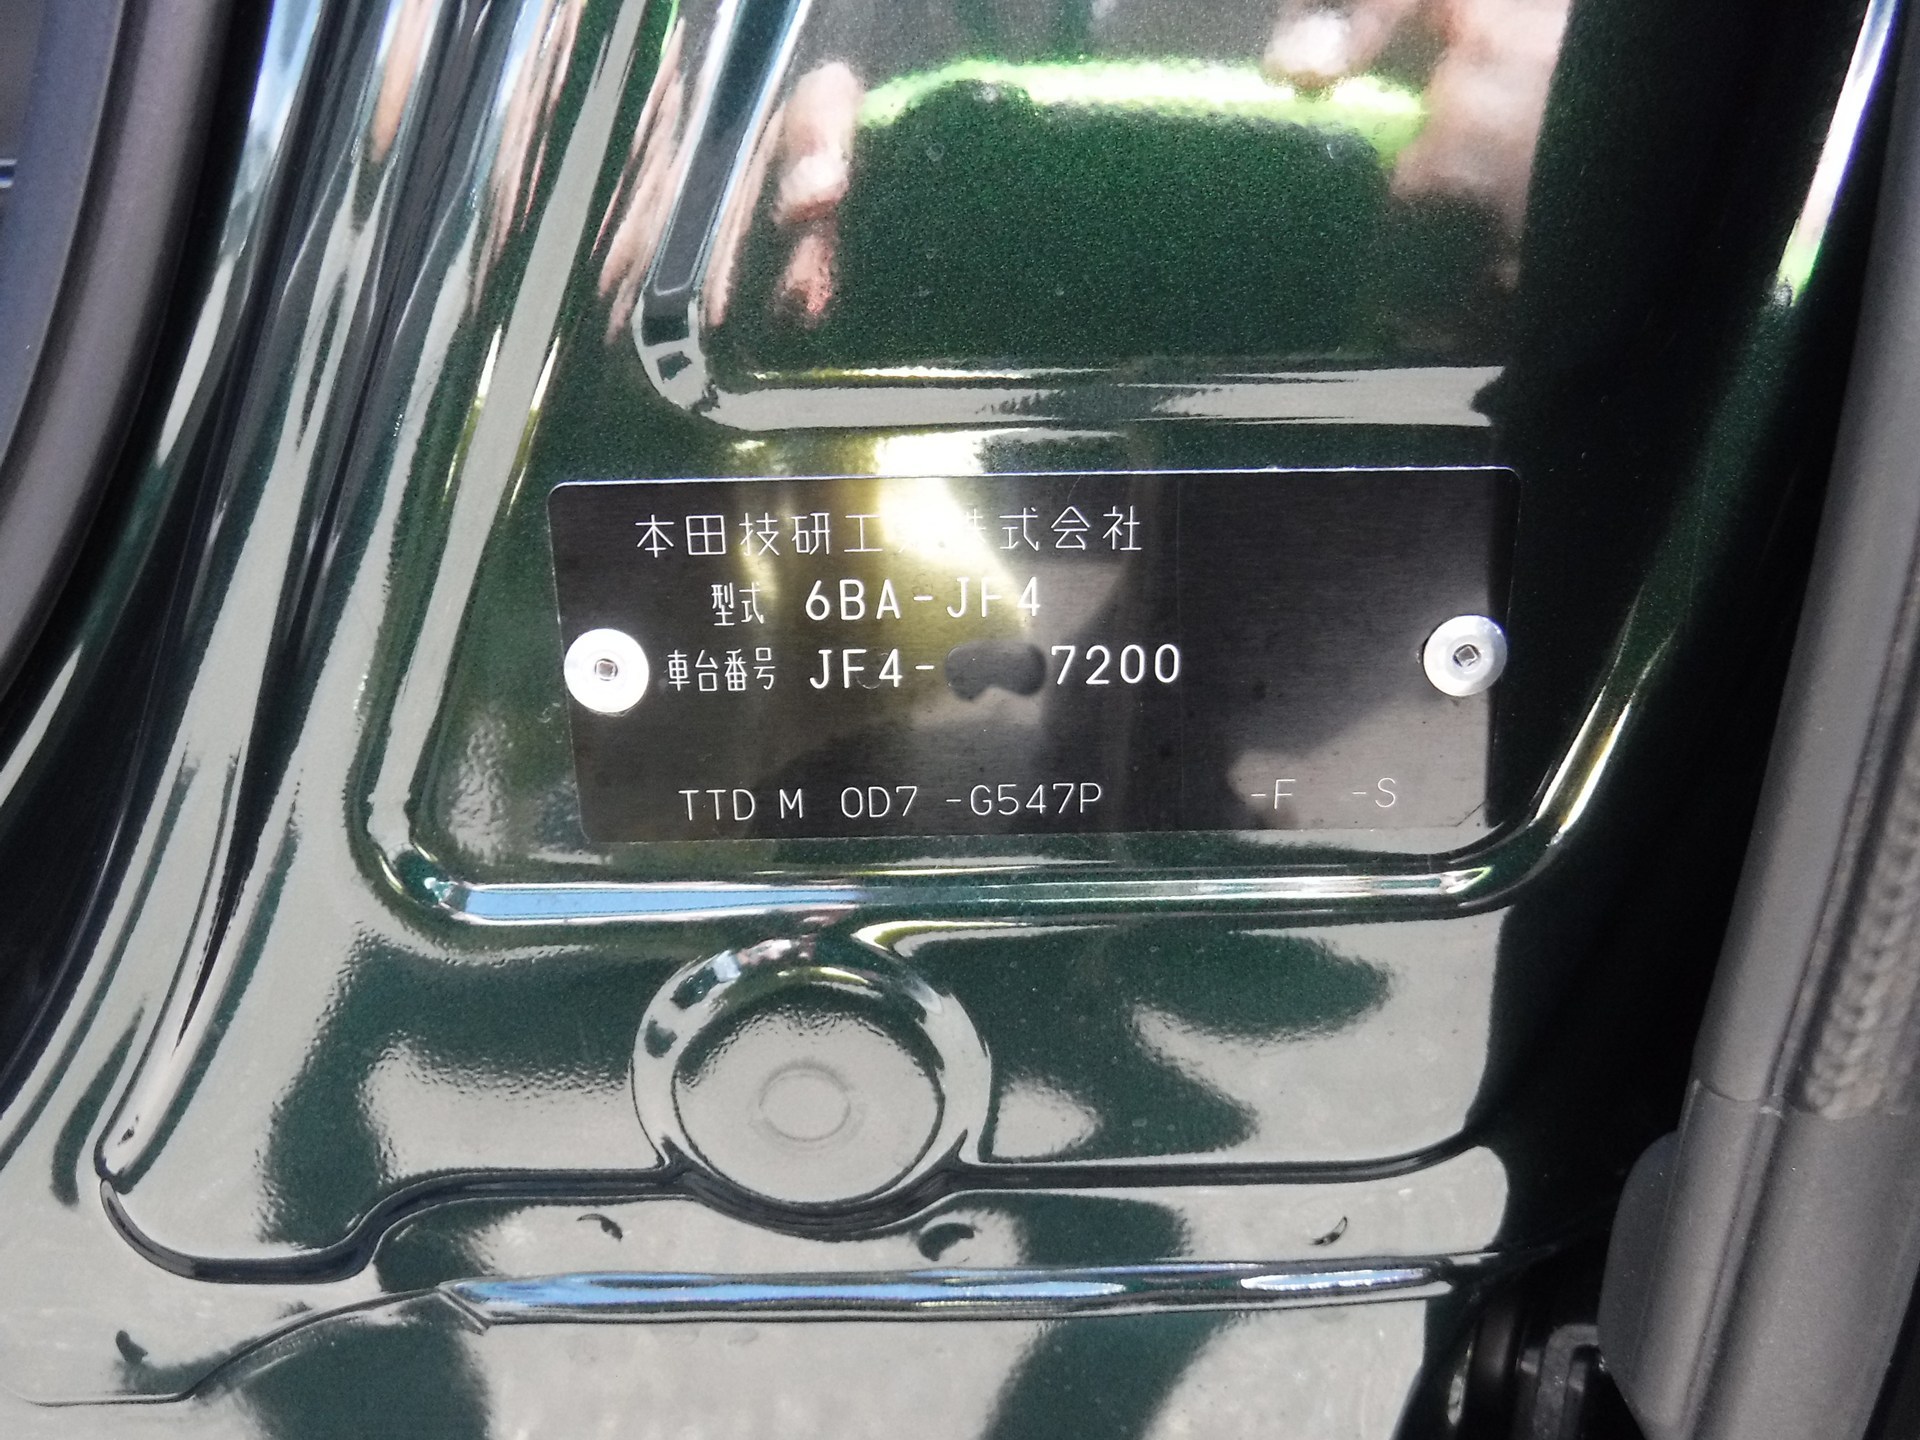 本田技研工 株式会社
型式 6BA-JF4
車台番号 JF4- 7200
TTD M 0D7 -G547P -F -S